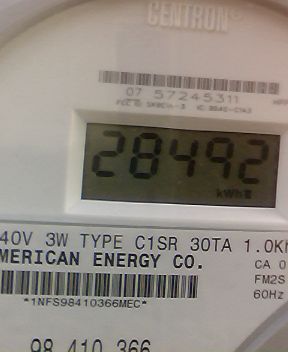 CENTRON®
07 57245311
28492
kWh
40V 3W TYPE C1SR 30TA 1.0K
MERICAN ENERGY CO.
CA 0
FM2S
60Hz
*1NFS98410366MEC*
98 410 366